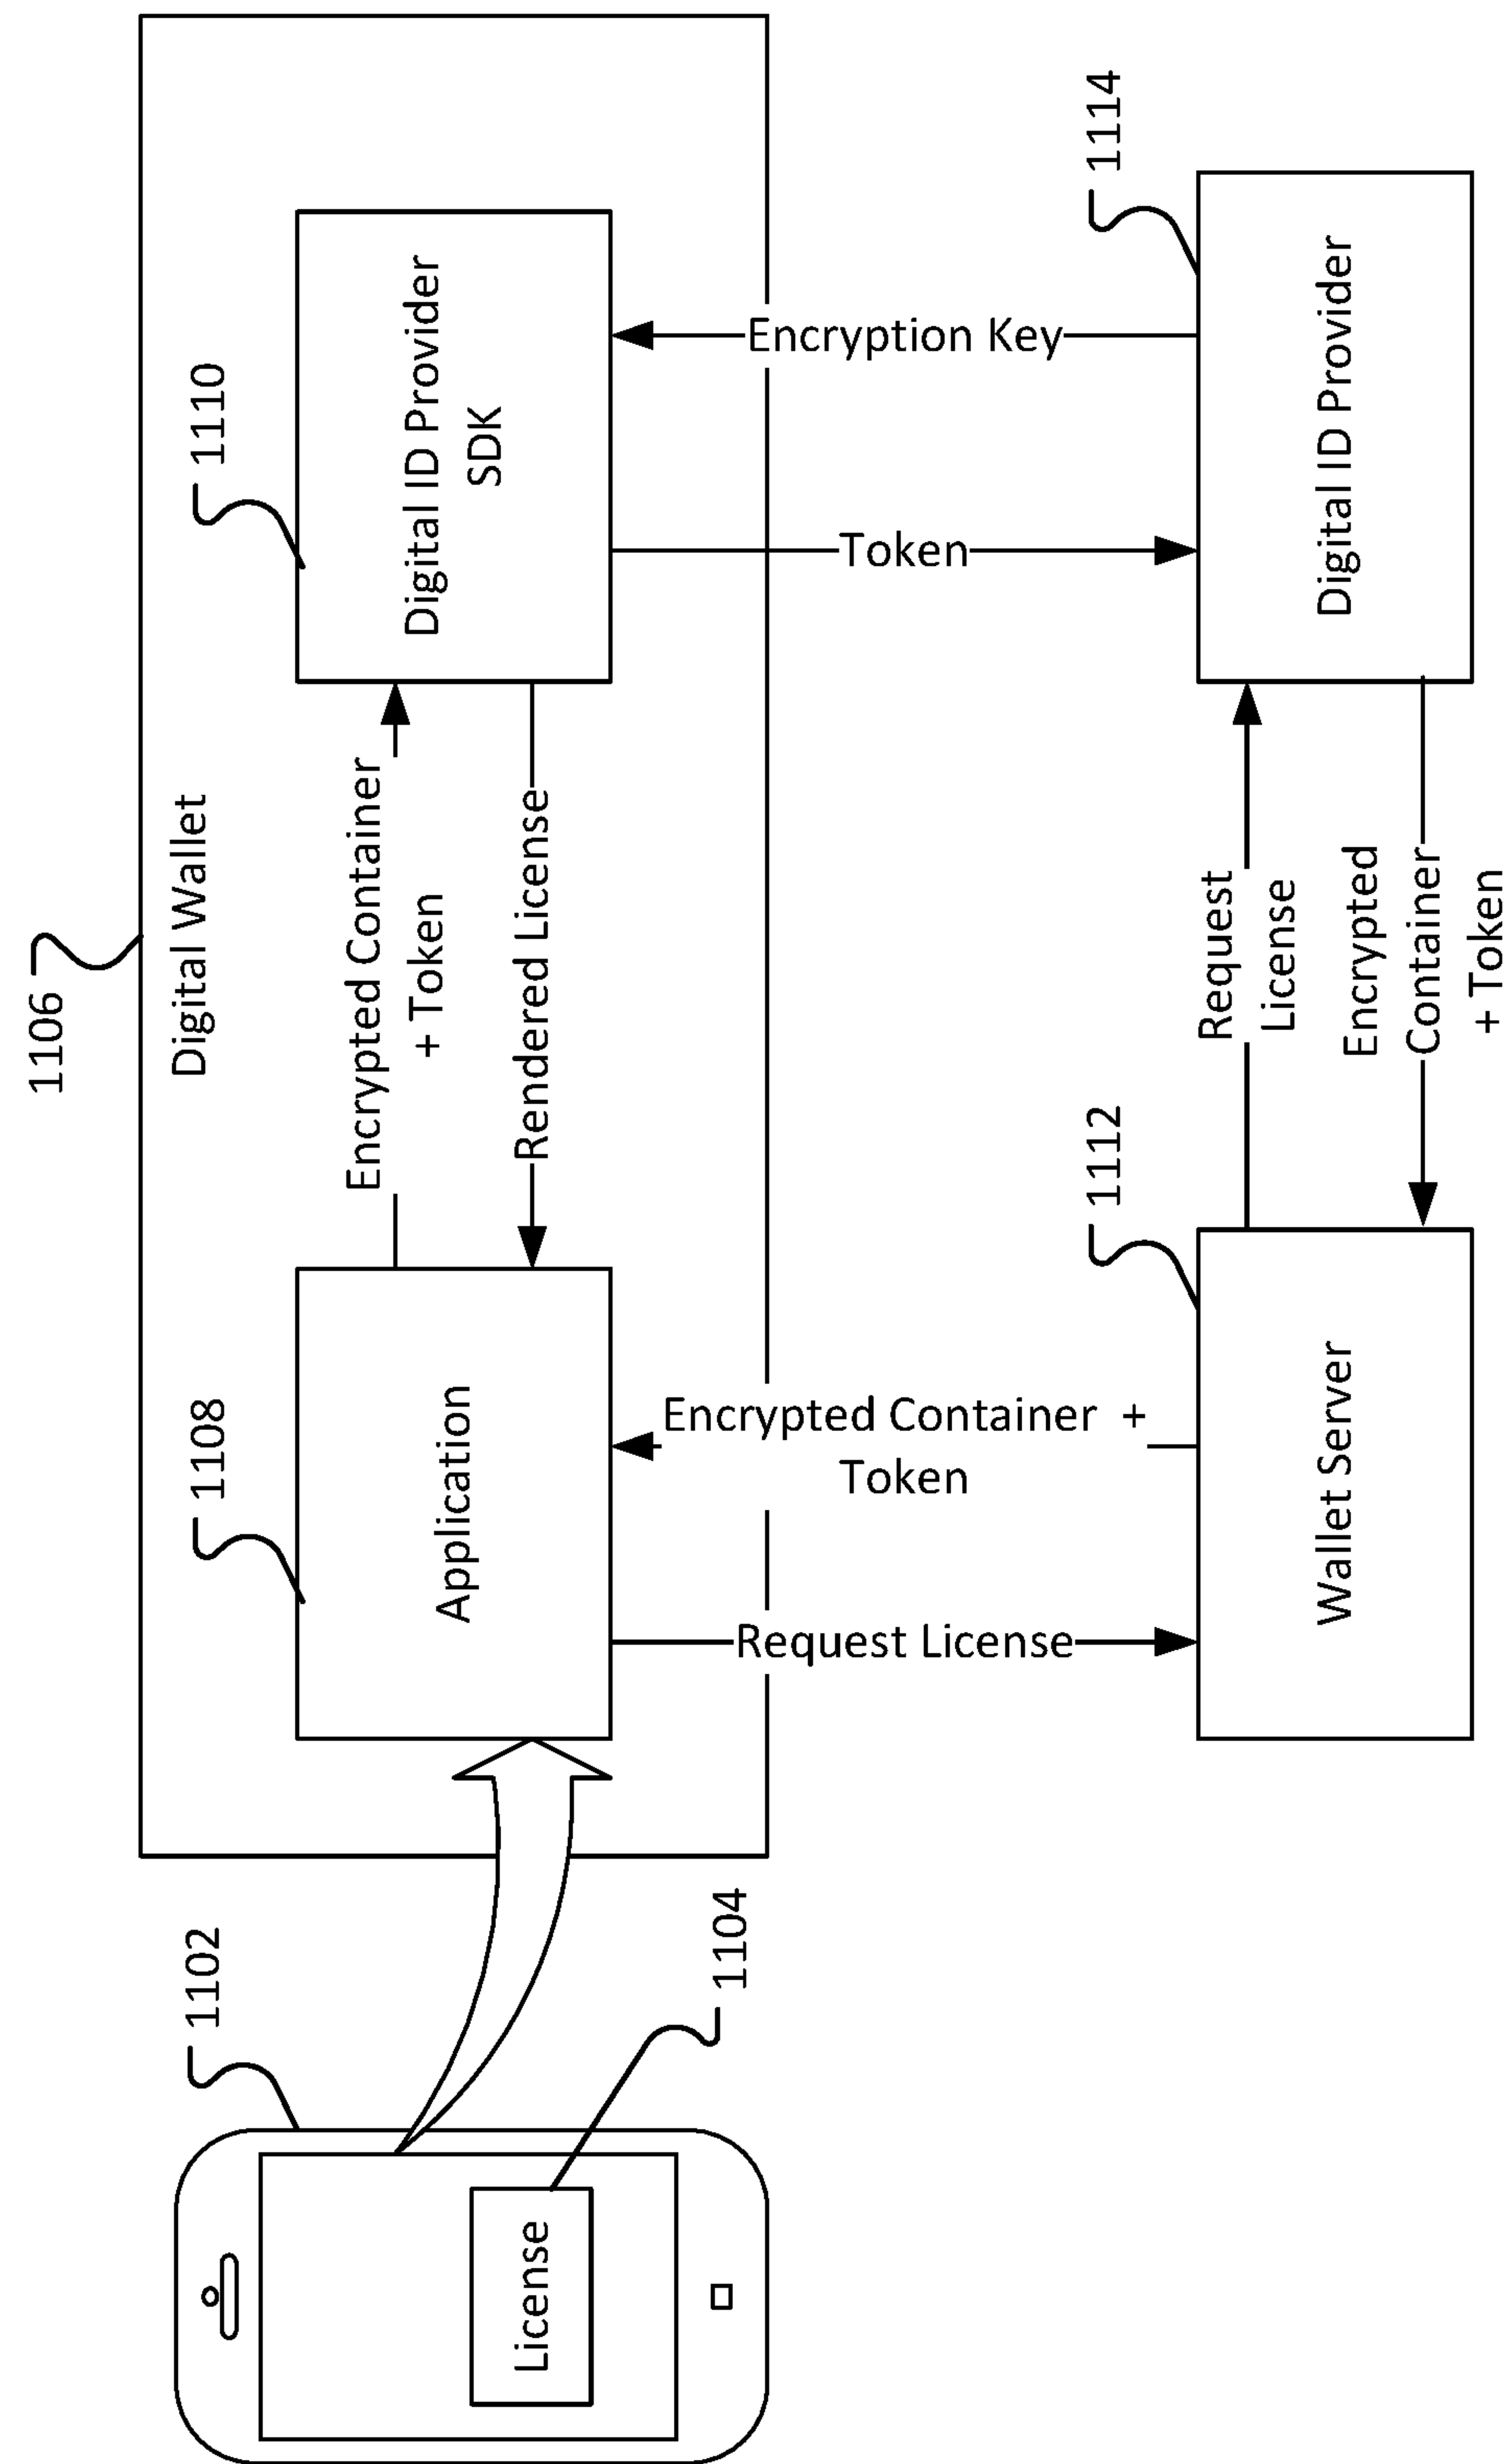 1106
Digital Wallet
1102
1108
1110
Application
Encrypted Container
+ Token
Rendered License
Digital ID Provider
SDK
License
1104
Request License
Encrypted Container +
Token
Token
Encryption Key
1112
1114
Wallet Server
Request
License
Encrypted
Container
+ Token
Digital ID Provider